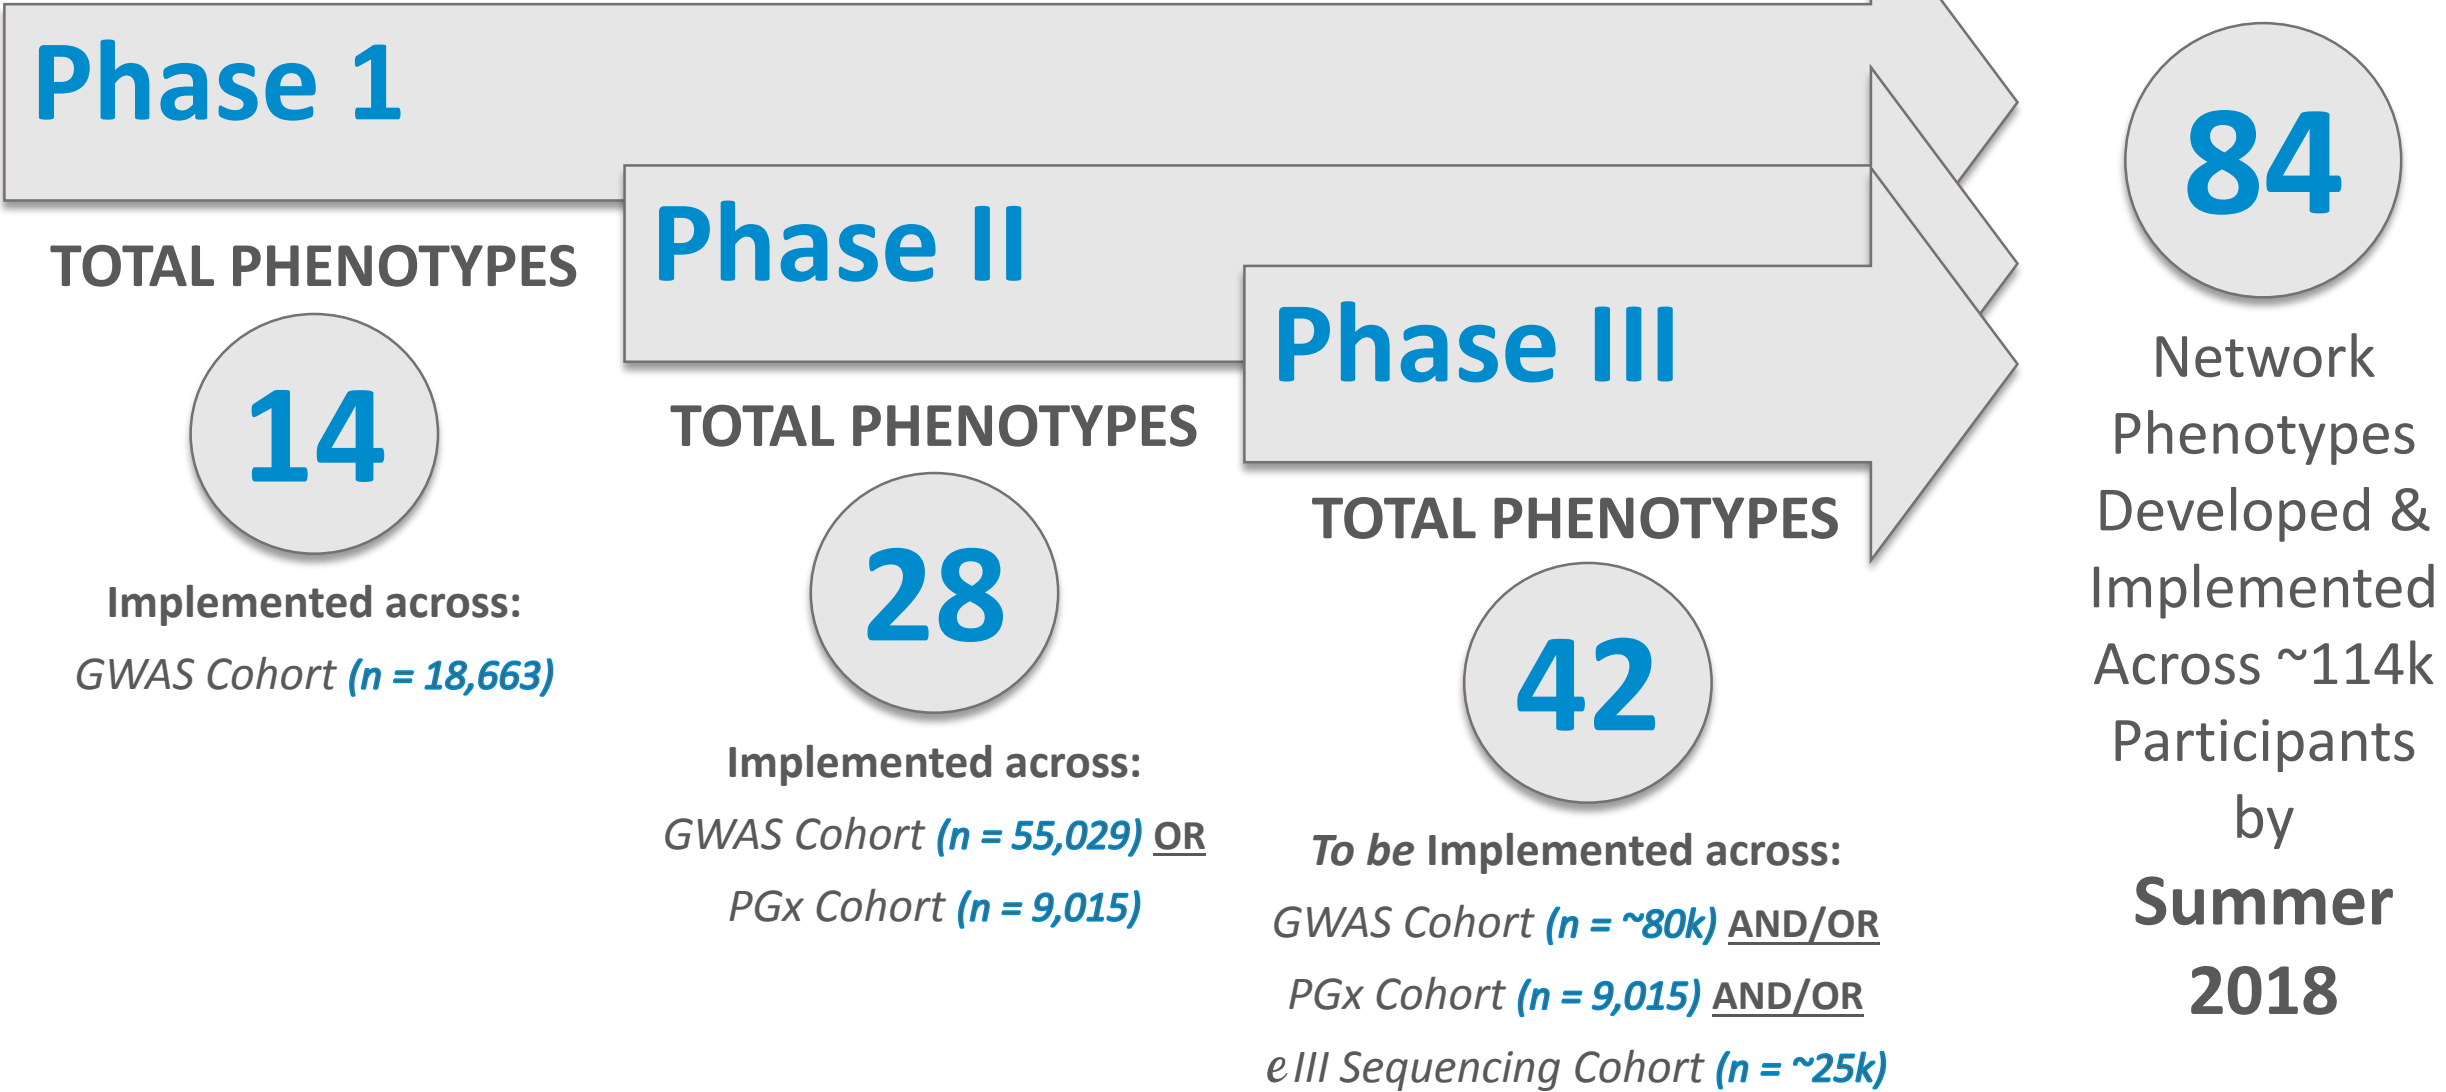 Phase 1
TOTAL PHENOTYPES
14
Implemented across:
GWAS Cohort (n = 18,663)
Phase II
TOTAL PHENOTYPES
28
Implemented across:
GWAS Cohort (n = 55,029) OR
PGx Cohort (n = 9,015)
Phase III
TOTAL PHENOTYPES
42
To be Implemented across:
GWAS Cohort (n = ~80k) AND/OR
PGx Cohort (n = 9,015) AND/OR
e III Sequencing Cohort (n = ~25k)
84
Network
Phenotypes
Developed &
Implemented
Across ~114k
Participants
by
Summer
2018